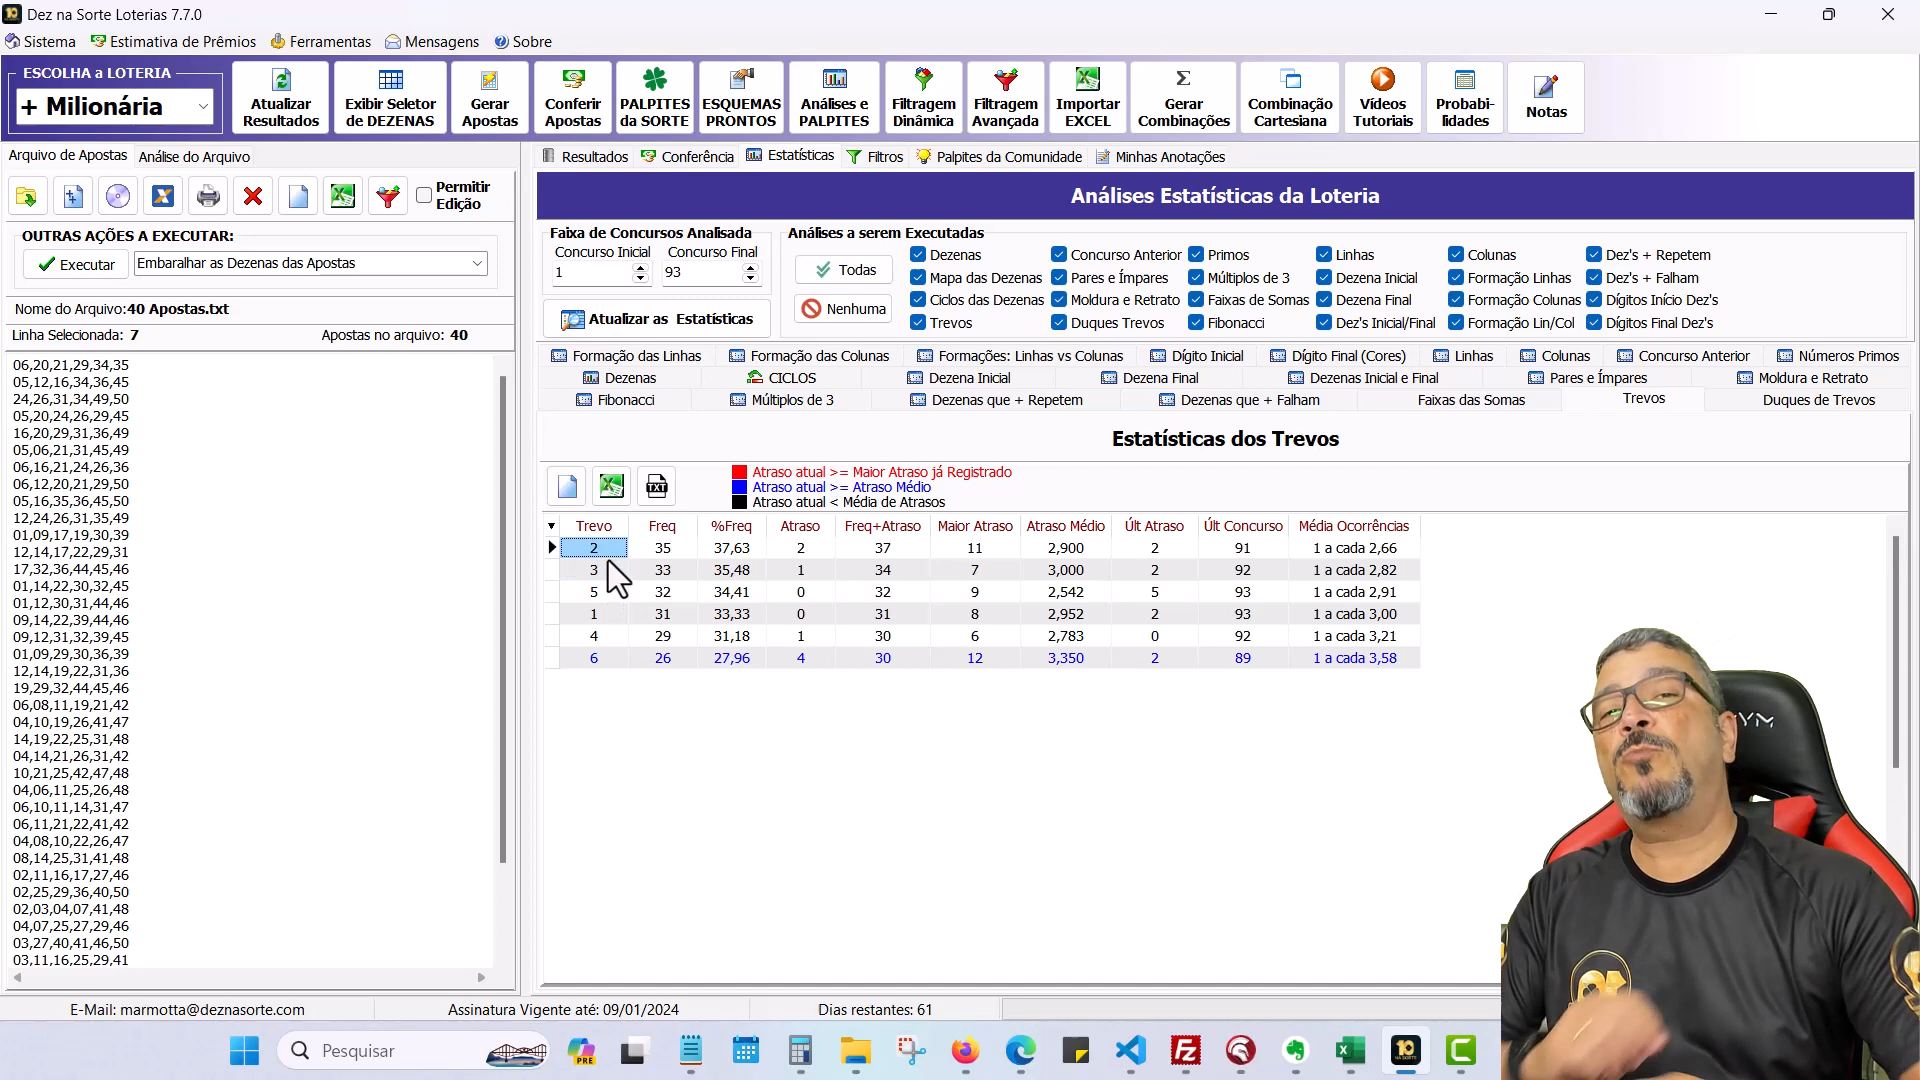 Dez na Sorte Loterias 7.7.0
Sistema Estimativa de Prêmios Ferramentas Mensagens Sobre
ESCOLHA a LOTERIA
+ Milionária
Atualizar Resultados
Exibir Seletor de DEZENAS
Gerar Apostas
Conferir Apostas
PALPITES da SORTE
ESQUEMAS PRONTOS
Análises e PALPITES
Filtragem Dinâmica
Filtragem Avançada
Importar EXCEL
Gerar Combinações
Combinação Cartesiana
Vídeos Tutoriais
Probabi-lidades
Notas
Arquivo de Apostas Análise do Arquivo
Permitir Edição
OUTRAS AÇÕES A EXECUTAR:
Executar Embaralhar as Dezenas das Apostas
Nome do Arquivo:40 Apostas.txt
Linha Selecionada: 7 Apostas no arquivo: 40
06,20,21,29,34,35
05,12,16,34,36,45
24,26,31,34,49,50
05,20,24,26,29,45
16,20,29,31,36,49
05,06,21,31,45,49
06,16,21,24,26,36
06,12,20,21,29,50
05,16,35,36,45,50
12,24,26,31,35,49
01,09,17,19,30,39
12,14,17,22,29,31
17,32,36,44,45,46
01,14,22,30,32,45
01,12,30,31,44,46
09,14,22,39,44,46
09,12,31,32,39,45
01,09,29,30,36,39
12,14,19,22,31,36
19,29,32,44,45,46
06,08,11,19,21,42
04,10,19,26,41,47
14,19,22,25,31,48
04,14,21,26,31,42
10,21,25,42,47,48
04,06,11,25,26,48
06,10,11,14,31,47
06,11,21,22,41,42
04,08,10,22,26,47
08,14,25,31,41,48
02,11,16,17,27,46
02,25,29,36,40,50
02,03,04,07,41,48
04,07,25,27,29,46
03,27,40,41,46,50
03,11,16,25,29,41
Resultados Conferência Estatísticas Filtros Palpites da Comunidade Minhas Anotações
Análises Estatísticas da Loteria
Faixa de Concursos Analisada
Concurso Inicial Concurso Final
1 93
Atualizar as Estatísticas
Análises a serem Executadas
Todas
Nenhuma
Dezenas Concurso Anterior Primos Linhas Colunas Dez's + Repetem
Mapa das Dezenas Pares e Ímpares Múltiplos de 3 Dezena Inicial Formação Linhas Dez's + Falham
Ciclos das Dezenas Moldura e Retrato Faixas de Somas Dezena Final Formação Colunas Dígitos Início Dez's
Trevos Duques Trevos Fibonacci Dez's Inicial/Final Formação Lin/Col Dígitos Final Dez's
Formação das Linhas Formação das Colunas Formações: Linhas vs Colunas Dígito Inicial Dígito Final (Cores) Linhas Colunas Concurso Anterior Números Primos
Dezenas CICLOS Dezena Inicial Dezena Final Dezenas Inicial e Final Pares e Ímpares Moldura e Retrato
Fibonacci Múltiplos de 3 Dezenas que + Repetem Dezenas que + Falham Faixas das Somas Trevos Duques de Trevos
Estatísticas dos Trevos
TXT
Atraso atual >= Maior Atraso já Registrado
Atraso atual >= Atraso Médio
Atraso atual < Média de Atrasos
Trevo Freq %Freq Atraso Freq+Atraso Maior Atraso Atraso Médio Últ Atraso Últ Concurso Média Ocorrências
2 35 37,63 2 37 11 2,900 2 91 1 a cada 2,66
3 33 35,48 1 34 7 3,000 2 92 1 a cada 2,82
5 32 34,41 0 32 9 2,542 5 93 1 a cada 2,91
1 31 33,33 0 31 8 2,952 2 93 1 a cada 3,00
4 29 31,18 1 30 6 2,783 0 92 1 a cada 3,21
6 26 27,96 4 30 12 3,350 2 89 1 a cada 3,58
E-Mail: marmotta@deznasorte.com Assinatura Vigente até: 09/01/2024 Dias restantes: 61
Pesquisar
PRE